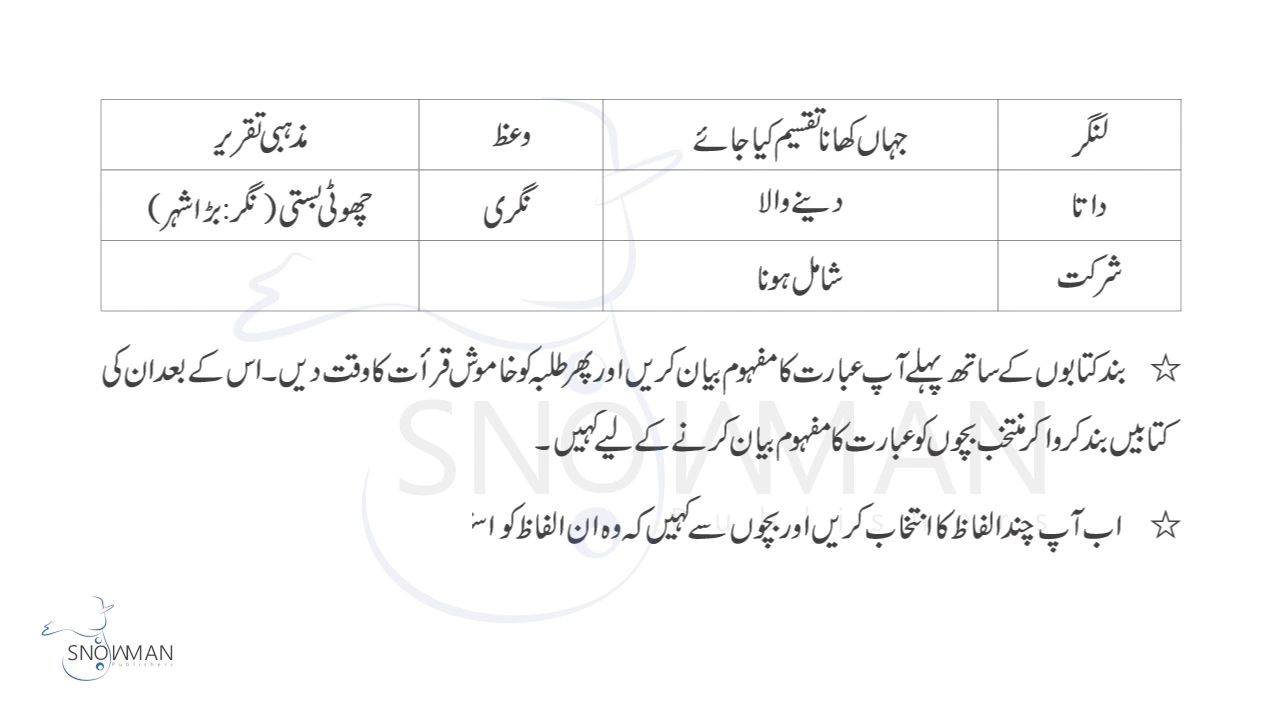 لنگر جہاں کھانا تقسیم کیا جائے وعظ مذہبی تقریر
داتا دینے والا نگری چھوٹی بستی (نگر: بڑا شہر)
شرکت شامل ہونا
☆ بند کتابوں کے ساتھ پہلے آپ عبارت کا مفہوم بیان کریں اور پھر طلبہ کو خاموش قرأت کا وقت دیں۔ اس کے بعد ان کی
کتابیں بند کروا کر منتخب بچوں کو عبارت کا مفہوم بیان کرنے کے لیے کہیں۔
☆ اب آپ چند الفاظ کا انتخاب کریں اور بچوں سے کہیں کہ وہ ان الفاظ کو
SNOWMAN
Publishers
SNOWMAN
Publishers